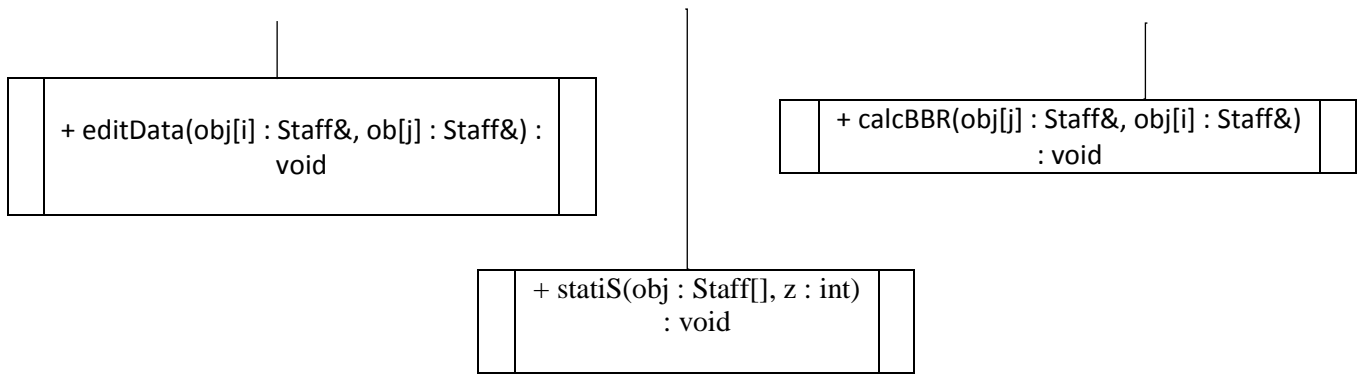 + editData(obj[i] : Staff&, ob[j] : Staff&) :
void
+ calcBBR(obj[j] : Staff&, obj[i] : Staff&)
: void
+ statiS(obj : Staff[], z : int)
: void